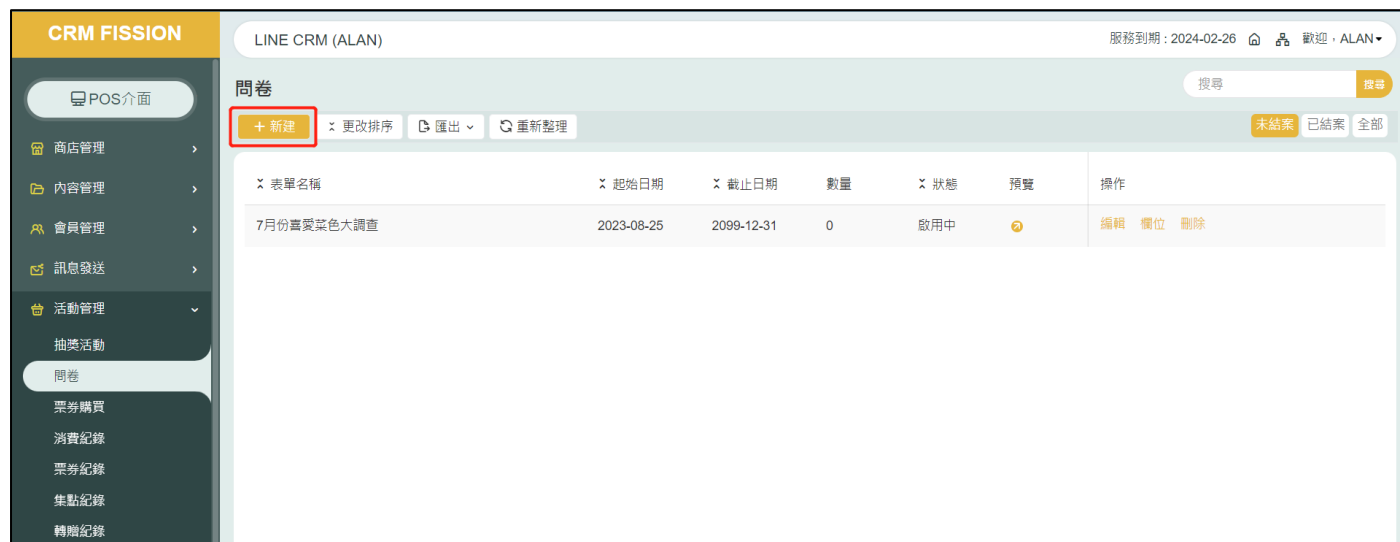 CRM FISSION
LINE CRM (ALAN)
服務到期 : 2024-02-26 歡迎，ALAN
POS介面
問卷
搜尋 搜尋
+ 新建 更改排序 匯出 重新整理
未結案 已結案 全部
商店管理
內容管理
會員管理
訊息發送
活動管理
抽獎活動
問卷
票券購買
消費紀錄
票券紀錄
集點紀錄
轉贈紀錄
表單名稱 起始日期 截止日期 數量 狀態 預覽 操作
7月份喜愛菜色大調查 2023-08-25 2099-12-31 0 啟用中 編輯 欄位 刪除